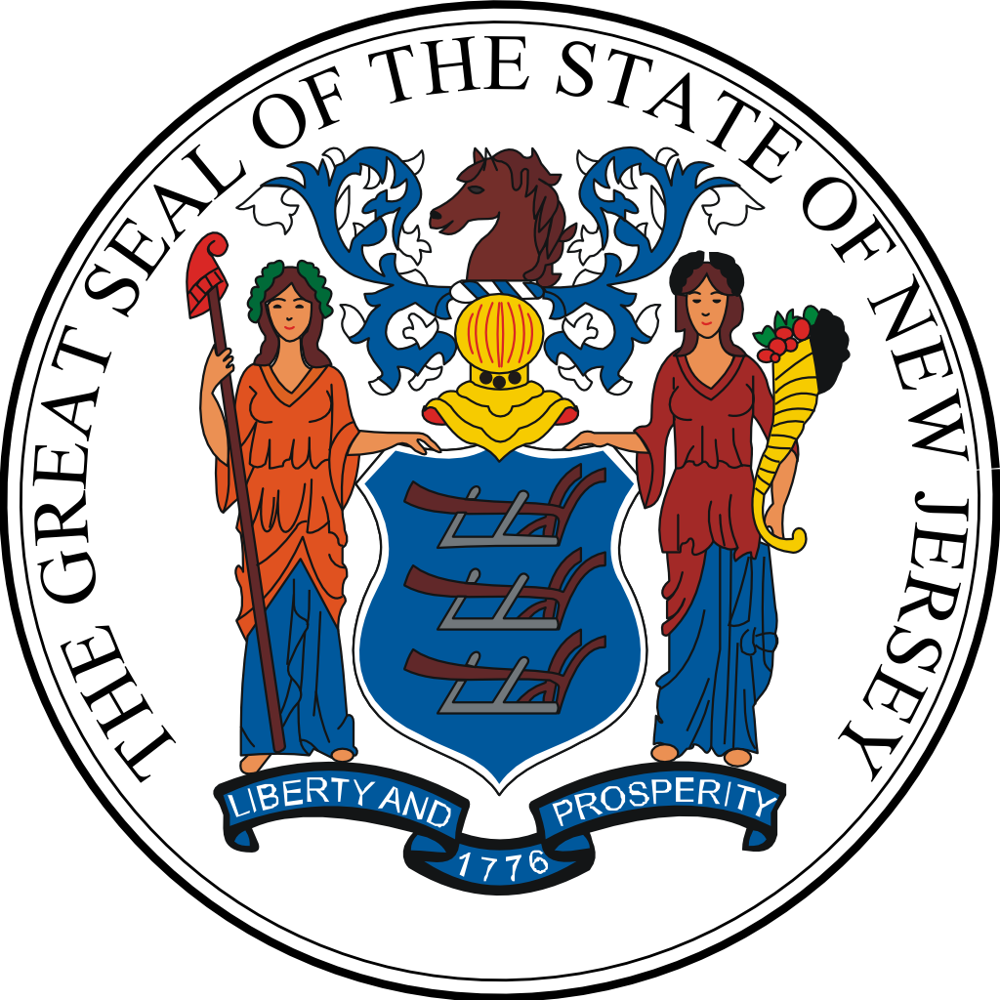 THE GREAT SEAL OF THE STATE OF NEW JERSEY
LIBERTY AND
PROSPERITY
1776